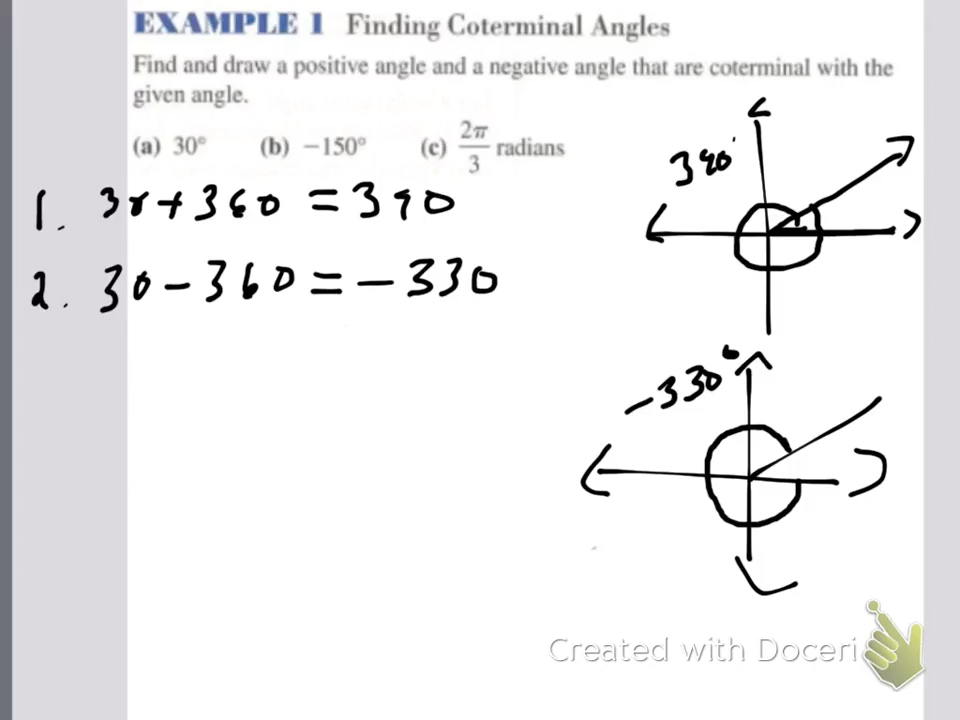 EXAMPLE 1 Finding Coterminal Angles
Find and draw a positive angle and a negative angle that are coterminal with the
given angle.
(a) 30° (b) −150° (c) 2π/3 radians
390°
1. 30+360 = 390
2. 30-360 = -330
-330°
Created with Doceri